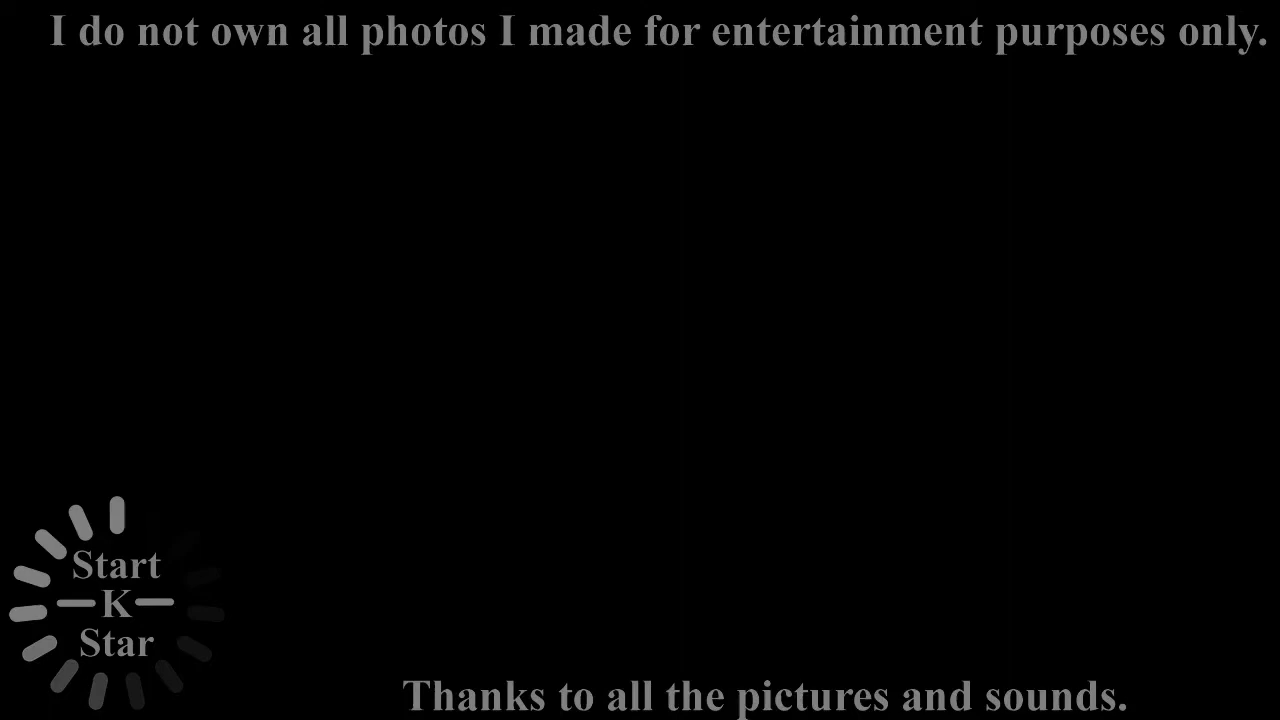 I do not own all photos I made for entertainment purposes only.
Start
K
Star
Thanks to all the pictures and sounds.